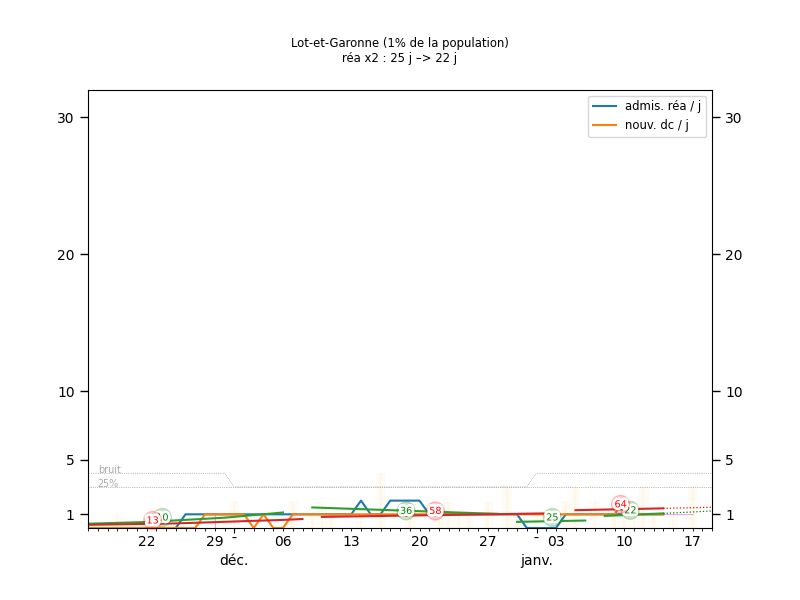 Lot-et-Garonne (1% de la population)
réa x2 : 25 j –> 22 j
admis. réa / j
nouv. dc / j
30 30
20 20
10 10
5 5
bruit
25%
1 1
13 36 58 25 64
22 29 - 06 13 20 27 - 03 10 17
déc. janv.